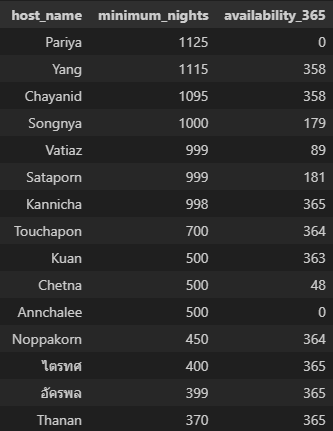 host_name minimum_nights availability_365
Pariya 1125 0
Yang 1115 358
Chayanid 1095 358
Songnya 1000 179
Vatiaz 999 89
Sataporn 999 181
Kannicha 998 365
Touchapon 700 364
Kuan 500 363
Chetna 500 48
Annchalee 500 0
Noppakorn 450 364
ไตรทศ 400 365
อัครพล 399 365
Thanan 370 365